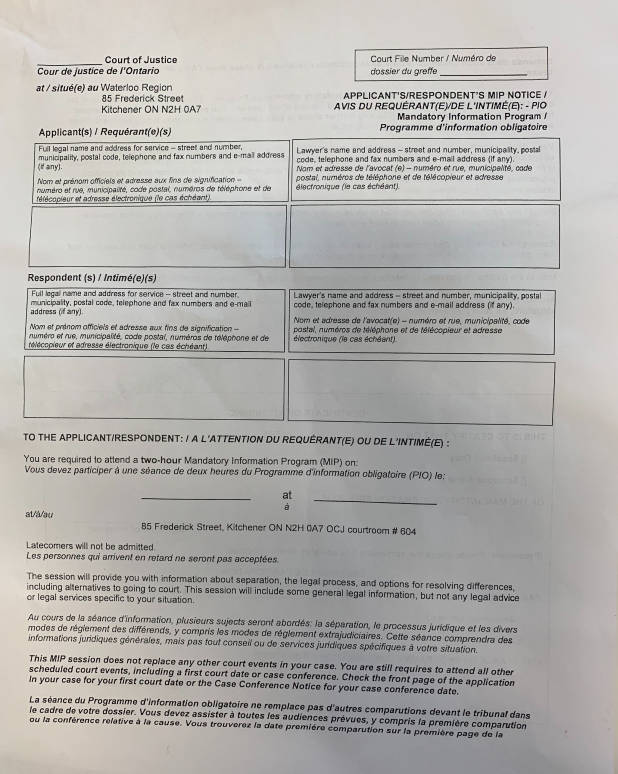 ____________ Court of Justice
Cour de justice de l'Ontario
at / situé(e) au Waterloo Region
85 Frederick Street
Kitchener ON N2H 0A7
Court File Number / Numéro de
dossier du greffe ________________
APPLICANT'S/RESPONDENT'S MIP NOTICE /
AVIS DU REQUÉRANT(E)/DE L'INTIMÉ(E): - PIO
Mandatory Information Program /
Programme d'information obligatoire
Applicant(s) / Requérant(e)(s)
Full legal name and address for service – street and number,
municipality, postal code, telephone and fax numbers and e-mail address
(if any).
Nom et prénom officiels et adresse aux fins de signification –
numéro et rue, municipalité, code postal, numéros de téléphone et de
télécopieur et adresse électronique (le cas échéant).
Lawyer's name and address – street and number, municipality, postal
code, telephone and fax numbers and e-mail address (if any).
Nom et adresse de l'avocat (e) – numéro et rue, municipalité, code
postal, numéros de téléphone et de télécopieur et adresse
électronique (le cas échéant).
Respondent (s) / Intimé(e)(s)
Full legal name and address for service – street and number,
municipality, postal code, telephone and fax numbers and e-mail
address (if any).
Nom et prénom officiels et adresse aux fins de signification –
numéro et rue, municipalité, code postal, numéros de téléphone et de
télécopieur et adresse électronique (le cas échéant).
Lawyer's name and address – street and number, municipality, postal
code, telephone and fax numbers and e-mail address (if any).
Nom et adresse de l'avocat(e) – numéro et rue, municipalité, code
postal, numéros de téléphone et de télécopieur et adresse
électronique (le cas échéant).
TO THE APPLICANT/RESPONDENT: / A L'ATTENTION DU REQUÉRANT(E) OU DE L'INTIMÉ(E) :
You are required to attend a two-hour Mandatory Information Program (MIP) on:
Vous devez participer à une séance de deux heures du Programme d'information obligatoire (PIO) le:
at
à
at/à/au
85 Frederick Street, Kitchener ON N2H 0A7 OCJ courtroom # 604
Latecomers will not be admitted.
Les personnes qui arrivent en retard ne seront pas acceptées.
The session will provide you with information about separation, the legal process, and options for resolving differences,
including alternatives to going to court. This session will include some general legal information, but not any legal advice
or legal services specific to your situation.
Au cours de la séance d'information, plusieurs sujects seront abordés: la séparation, le processus juridique et les divers
modes de règlement des différends, y compris les modes de règlement extrajudiciaires. Cette séance comprendra des
informations juridiques générales, mais pas tout conseil ou de services juridiques spécifiques à votre situation.
This MIP session does not replace any other court events in your case. You are still requires to attend all other
scheduled court events, including a first court date or case conference. Check the front page of the application
in your case for your first court date or the Case Conference Notice for your case conference date.
La séance du Programme d'information obligatoire ne remplace pas d'autres comparutions devant le tribunal dans
le cadre de votre dossier. Vous devez assister à toutes les audiences prévues, y compris la première comparution
ou la conférence relative à la cause. Vous trouverez la date première comparution sur la première page de la